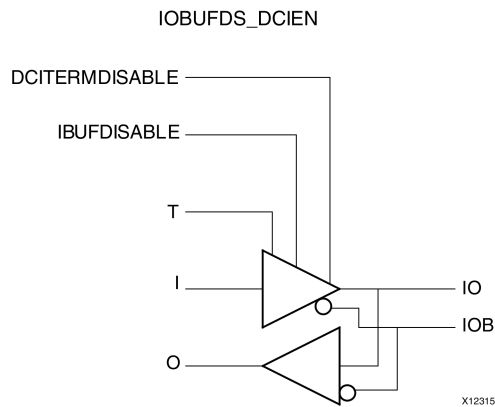 IOBUFDS_DCIEN
DCITERMDISABLE
IBUFDISABLE
T
I
IO
IOB
O
X12315